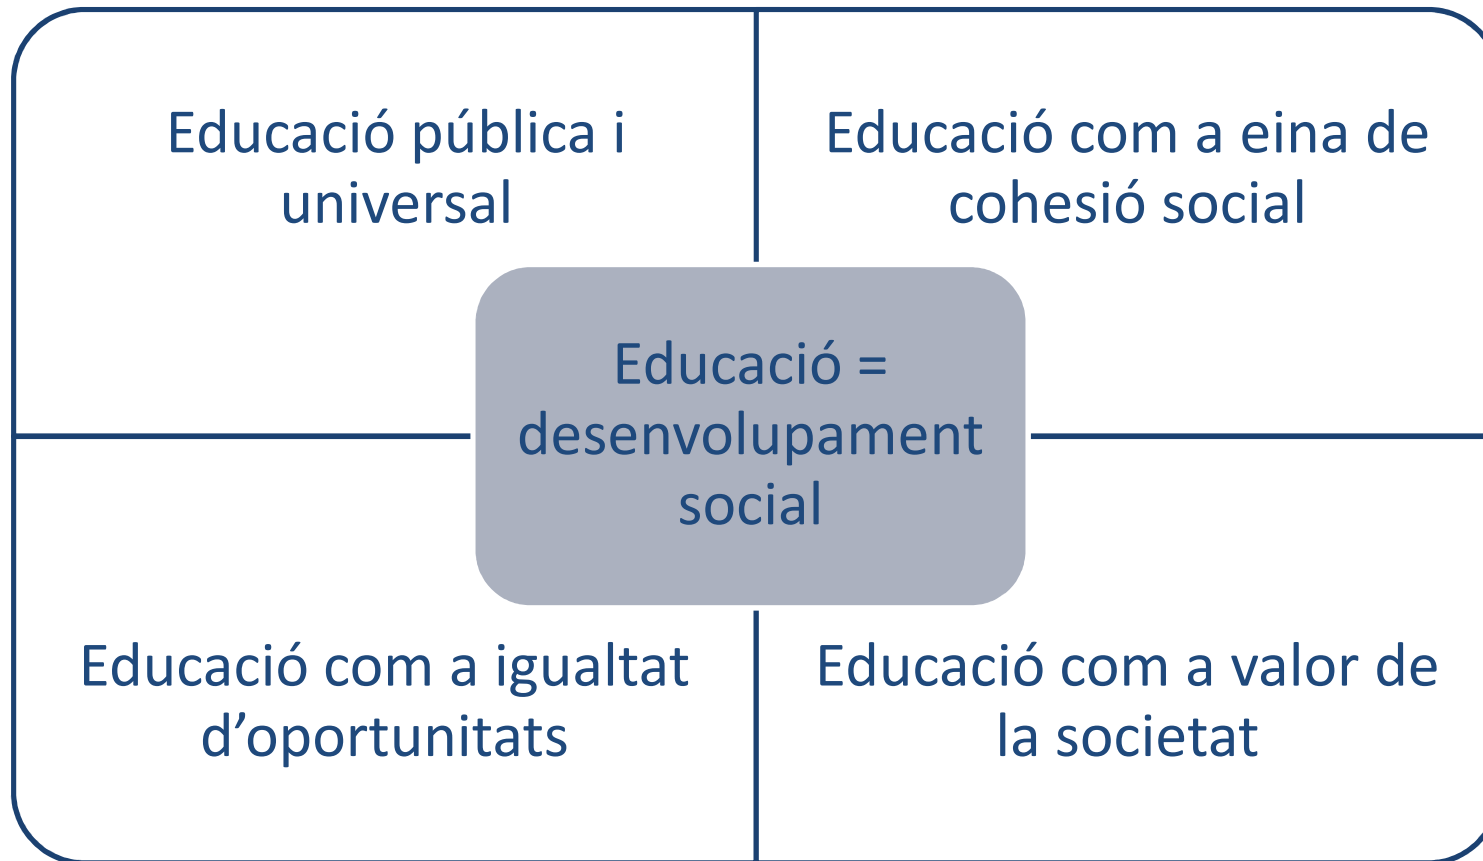 Educació pública i
universal
Educació com a eina de
cohesió social
Educació =
desenvolupament
social
Educació com a igualtat
d’oportunitats
Educació com a valor de
la societat